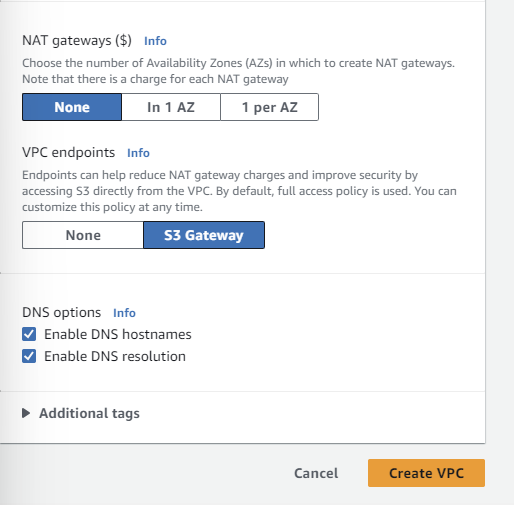 NAT gateways ($) Info
Choose the number of Availability Zones (AZs) in which to create NAT gateways.
Note that there is a charge for each NAT gateway
None In 1 AZ 1 per AZ
VPC endpoints Info
Endpoints can help reduce NAT gateway charges and improve security by
accessing S3 directly from the VPC. By default, full access policy is used. You can
customize this policy at any time.
None S3 Gateway
DNS options Info
Enable DNS hostnames
Enable DNS resolution
Additional tags
Cancel Create VPC